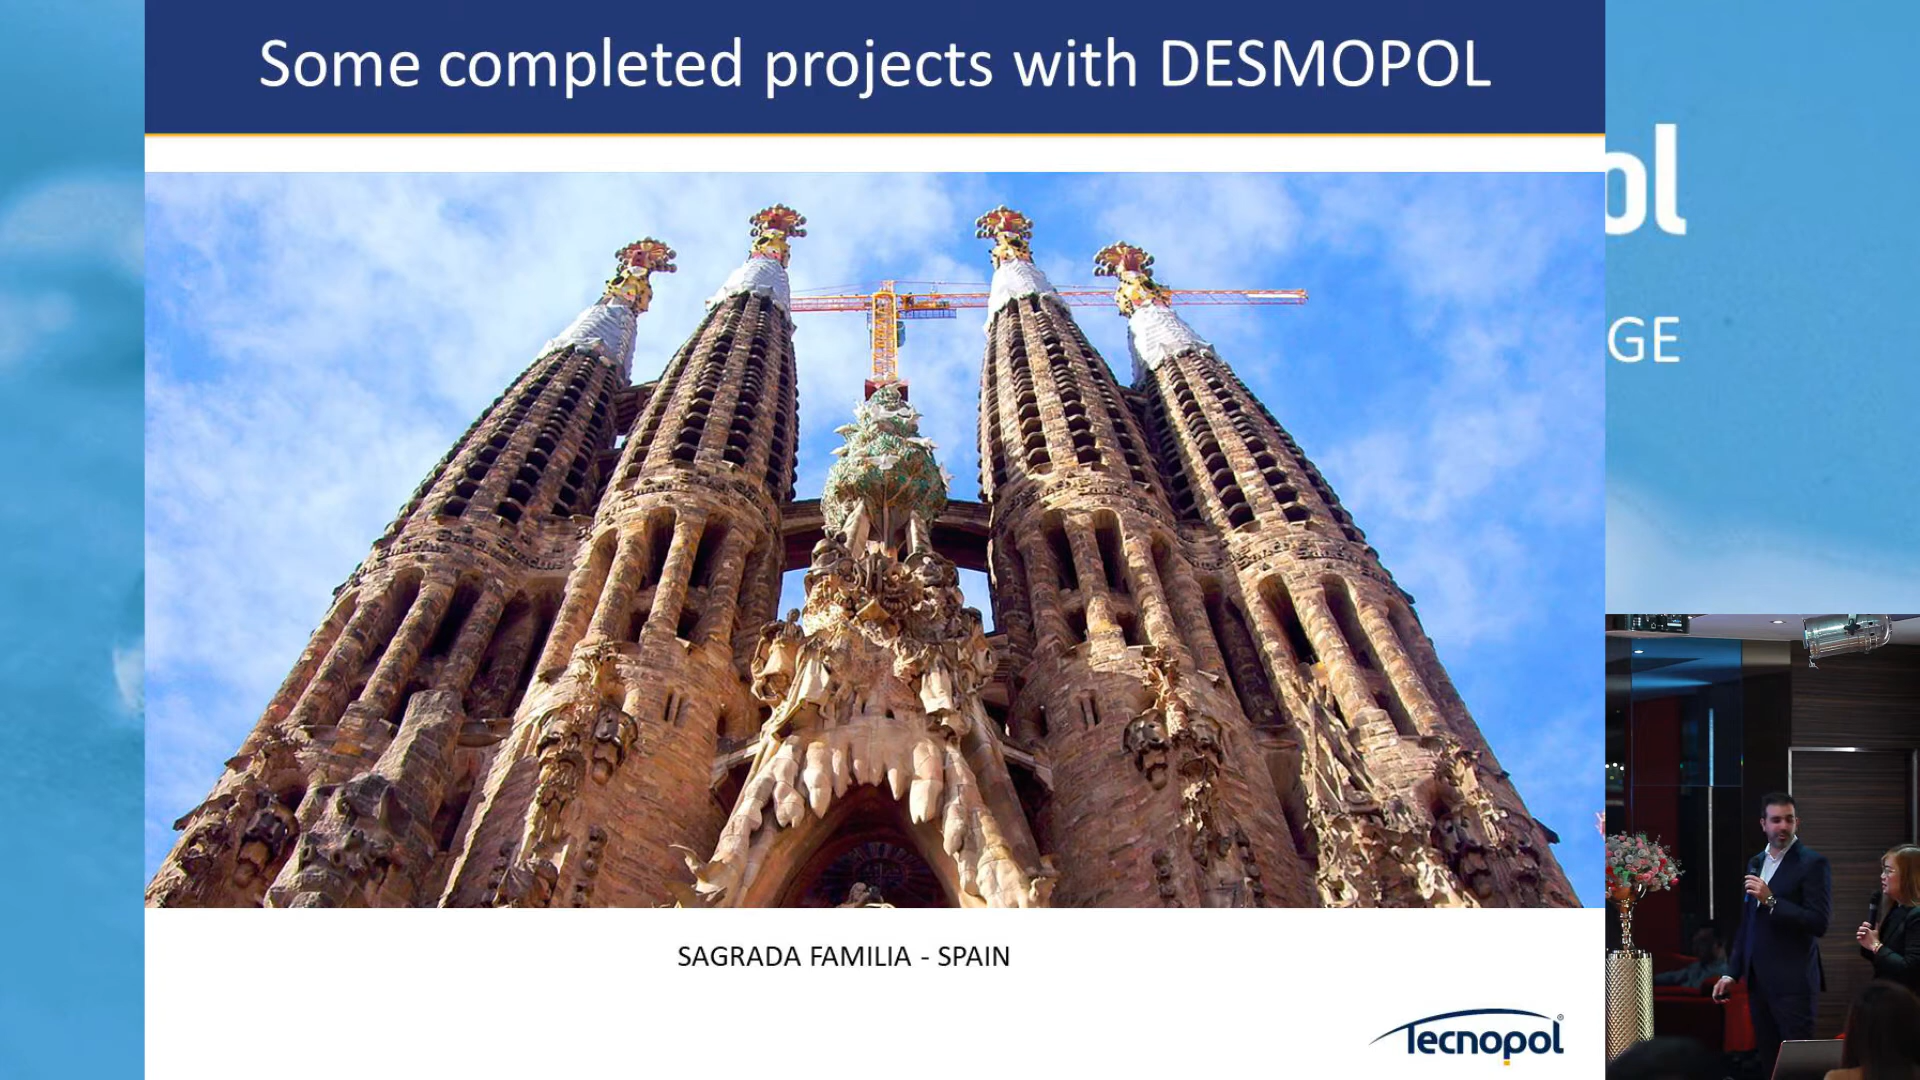 Some completed projects with DESMOPOL
ol
GE
SAGRADA FAMILIA - SPAIN
Tecnopol®